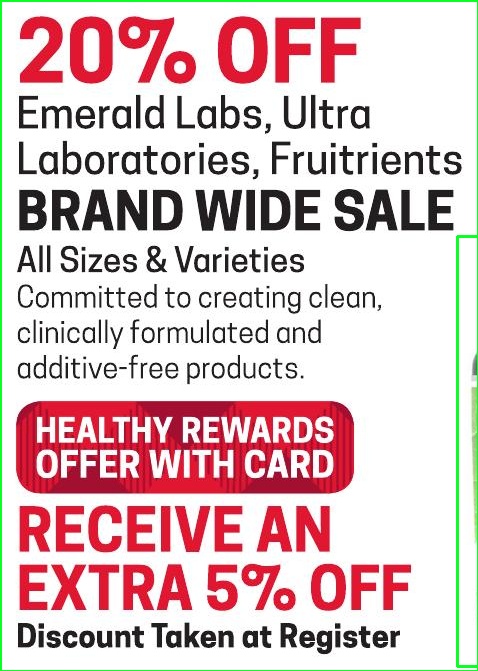 20% OFF
Emerald Labs, Ultra
Laboratories, Fruitrients
BRAND WIDE SALE
All Sizes & Varieties
Committed to creating clean,
clinically formulated and
additive-free products.
HEALTHY REWARDS
OFFER WITH CARD
RECEIVE AN
EXTRA 5% OFF
Discount Taken at Register